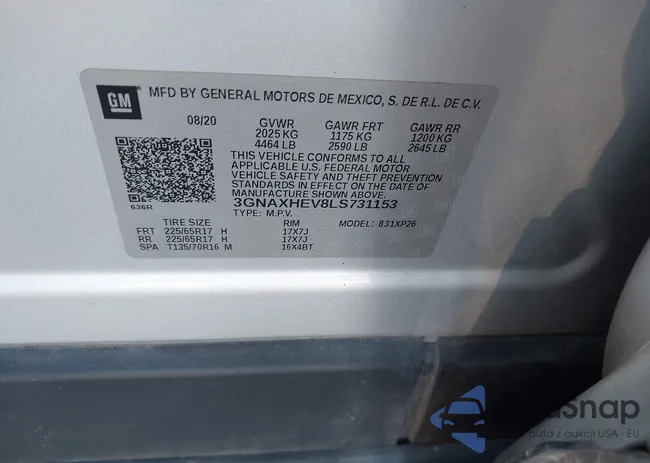 GM
MFD BY GENERAL MOTORS DE MEXICO, S. DE R.L. DE C.V.
08/20 GVWR GAWR FRT GAWR RR
2025 KG 1175 KG 1200 KG
4464 LB 2590 LB 2645 LB
THIS VEHICLE CONFORMS TO ALL
APPLICABLE U.S. FEDERAL MOTOR
VEHICLE SAFETY AND THEFT PREVENTION
STANDARDS IN EFFECT ON THE DATE OF
MANUFACTURE SHOWN ABOVE.
3GNAXHEV8LS731153
636R
TYPE: M.P.V.
TIRE SIZE RIM MODEL: 831XP26
FRT 225/65R17 H 17X7J
RR 225/65R17 H 17X7J
SPA T135/70R16 M 16X4BT
Snap
auta z aukcji USA i EU